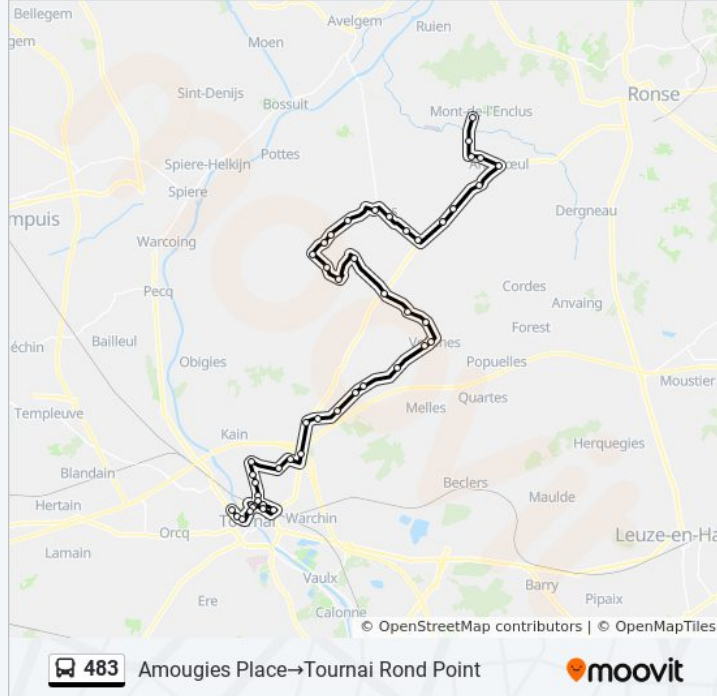 Bellegem
Avelgem
Ruien
Moen
Sint-Denijs
Bossuit
Ronse
Mont-de-l'Enclus
Pottes
Spiere-Helkijn
Spiere
Dergneau
mpuis
Warcoing
Pecq
Cordes
Anvaing
Forest
échin
Bailleul
Obigies
Popuelles
Moustier
Quartes
Melles
Templeuve
Kain
Herquegies
Blandain
Beclers
Maulde
Hertain
Tournai
Warchin
Orcq
Leuze-en-Ha
Lamain
Vaulx
Barry
Ere
Calonne
Pipaix
© OpenStreetMap contributors | © OpenMapTiles
483 Amougies Place→Tournai Rond Point
moovit